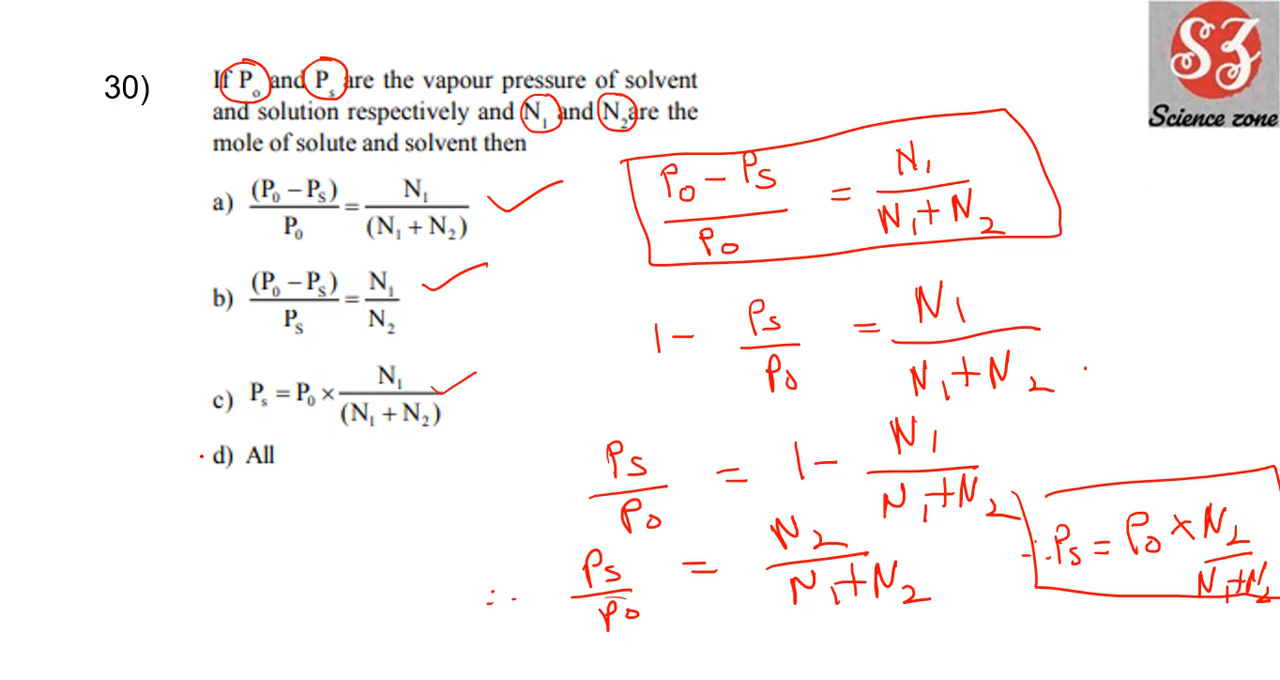 30)
If P₀ and Pₛ are the vapour pressure of solvent
and solution respectively and N₁ and N₂ are the
mole of solute and solvent then
a) (P₀ – Pₛ)/P₀ = N₁/(N₁ + N₂)
b) (P₀ – Pₛ)/Pₛ = N₁/N₂
c) Pₛ = P₀ × N₁/(N₁ + N₂)
d) All
SZ
Science zone
(P₀ – Pₛ)/P₀ = N₁/(N₁ + N₂)
1 – Pₛ/P₀ = N₁/(N₁ + N₂)
Pₛ/P₀ = 1 – N₁/(N₁ + N₂)
∴ Pₛ/P₀ = N₂/(N₁ + N₂)
∴ Pₛ = P₀ × N₂/(N₁ + N₂)